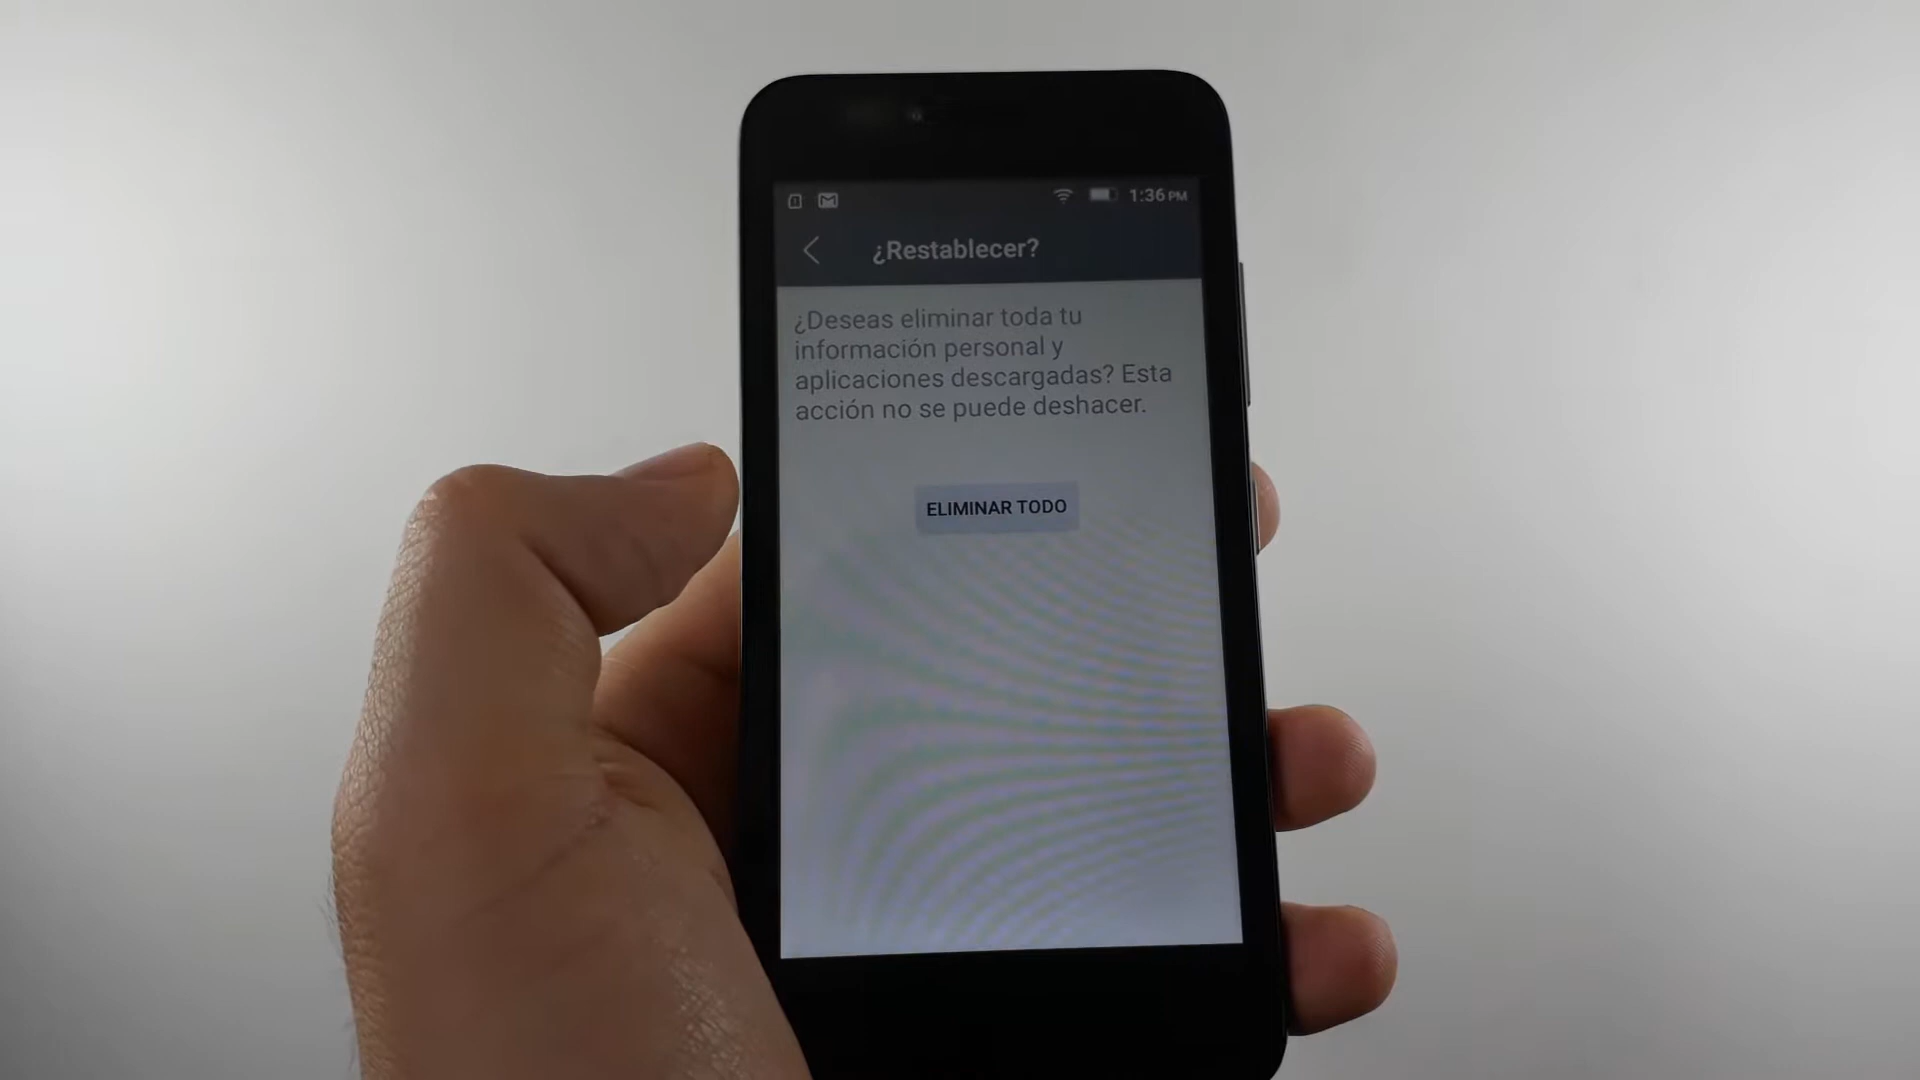 1:36 PM
¿Restablecer?
¿Deseas eliminar toda tu
información personal y
aplicaciones descargadas? Esta
acción no se puede deshacer.
ELIMINAR TODO